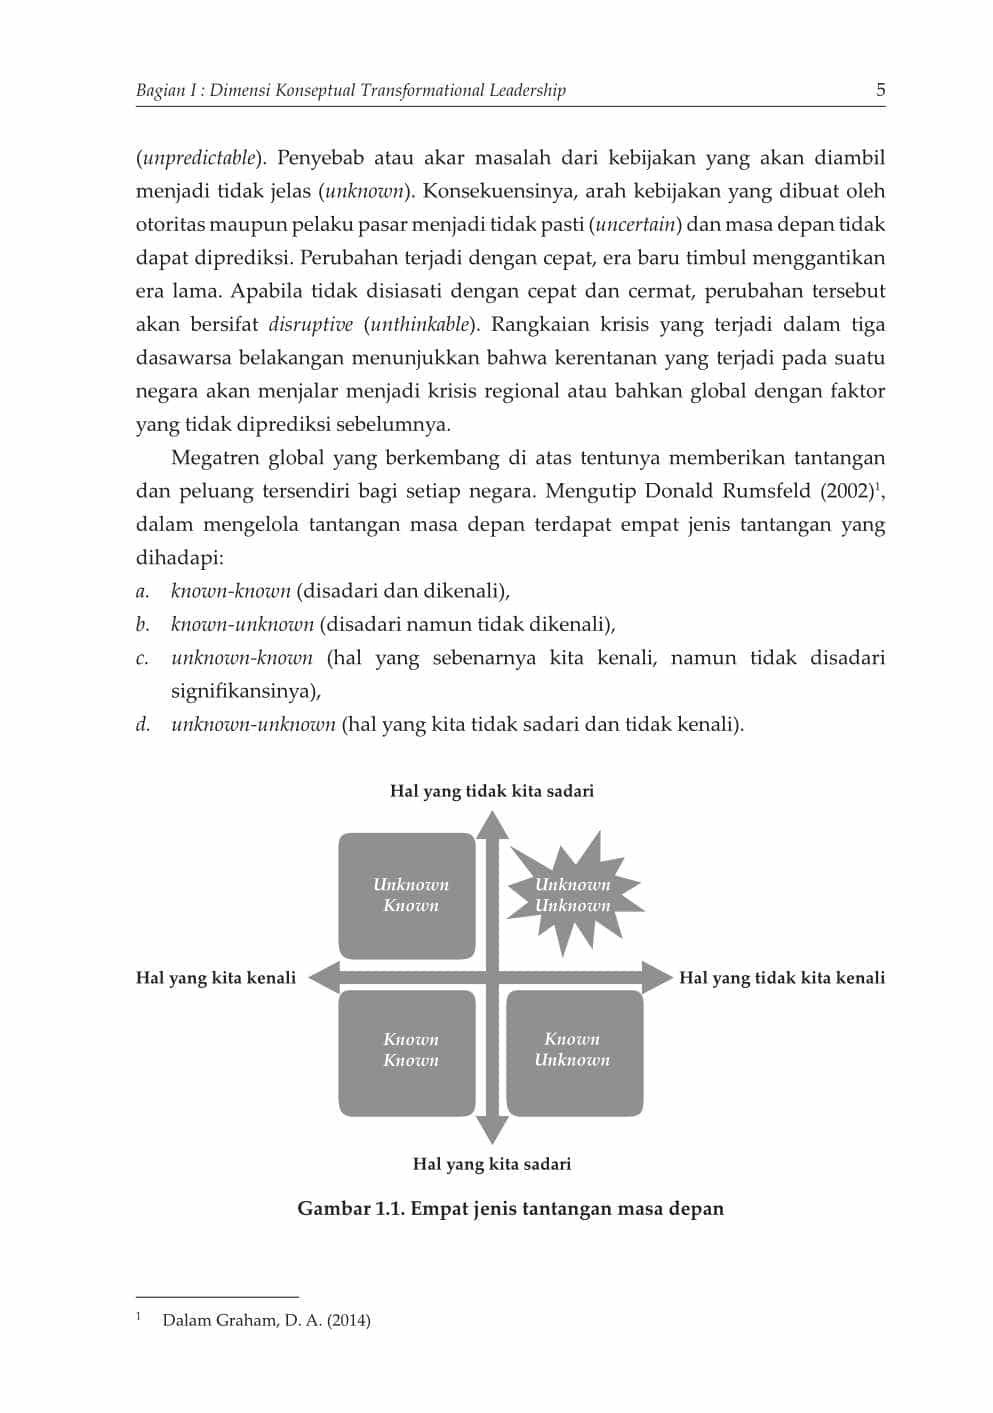 Bagian I : Dimensi Konseptual Transformational Leadership 5
(unpredictable). Penyebab atau akar masalah dari kebijakan yang akan diambil
menjadi tidak jelas (unknown). Konsekuensinya, arah kebijakan yang dibuat oleh
otoritas maupun pelaku pasar menjadi tidak pasti (uncertain) dan masa depan tidak
dapat diprediksi. Perubahan terjadi dengan cepat, era baru timbul menggantikan
era lama. Apabila tidak disiasati dengan cepat dan cermat, perubahan tersebut
akan bersifat disruptive (unthinkable). Rangkaian krisis yang terjadi dalam tiga
dasawarsa belakangan menunjukkan bahwa kerentanan yang terjadi pada suatu
negara akan menjalar menjadi krisis regional atau bahkan global dengan faktor
yang tidak diprediksi sebelumnya.
Megatren global yang berkembang di atas tentunya memberikan tantangan
dan peluang tersendiri bagi setiap negara. Mengutip Donald Rumsfeld (2002)¹,
dalam mengelola tantangan masa depan terdapat empat jenis tantangan yang
dihadapi:
a. known-known (disadari dan dikenali),
b. known-unknown (disadari namun tidak dikenali),
c. unknown-known (hal yang sebenarnya kita kenali, namun tidak disadari
signifikansinya),
d. unknown-unknown (hal yang kita tidak sadari dan tidak kenali).
Hal yang tidak kita sadari
Unknown
Known
Unknown
Unknown
Hal yang kita kenali
Hal yang tidak kita kenali
Known
Known
Known
Unknown
Hal yang kita sadari
Gambar 1.1. Empat jenis tantangan masa depan
¹ Dalam Graham, D. A. (2014)